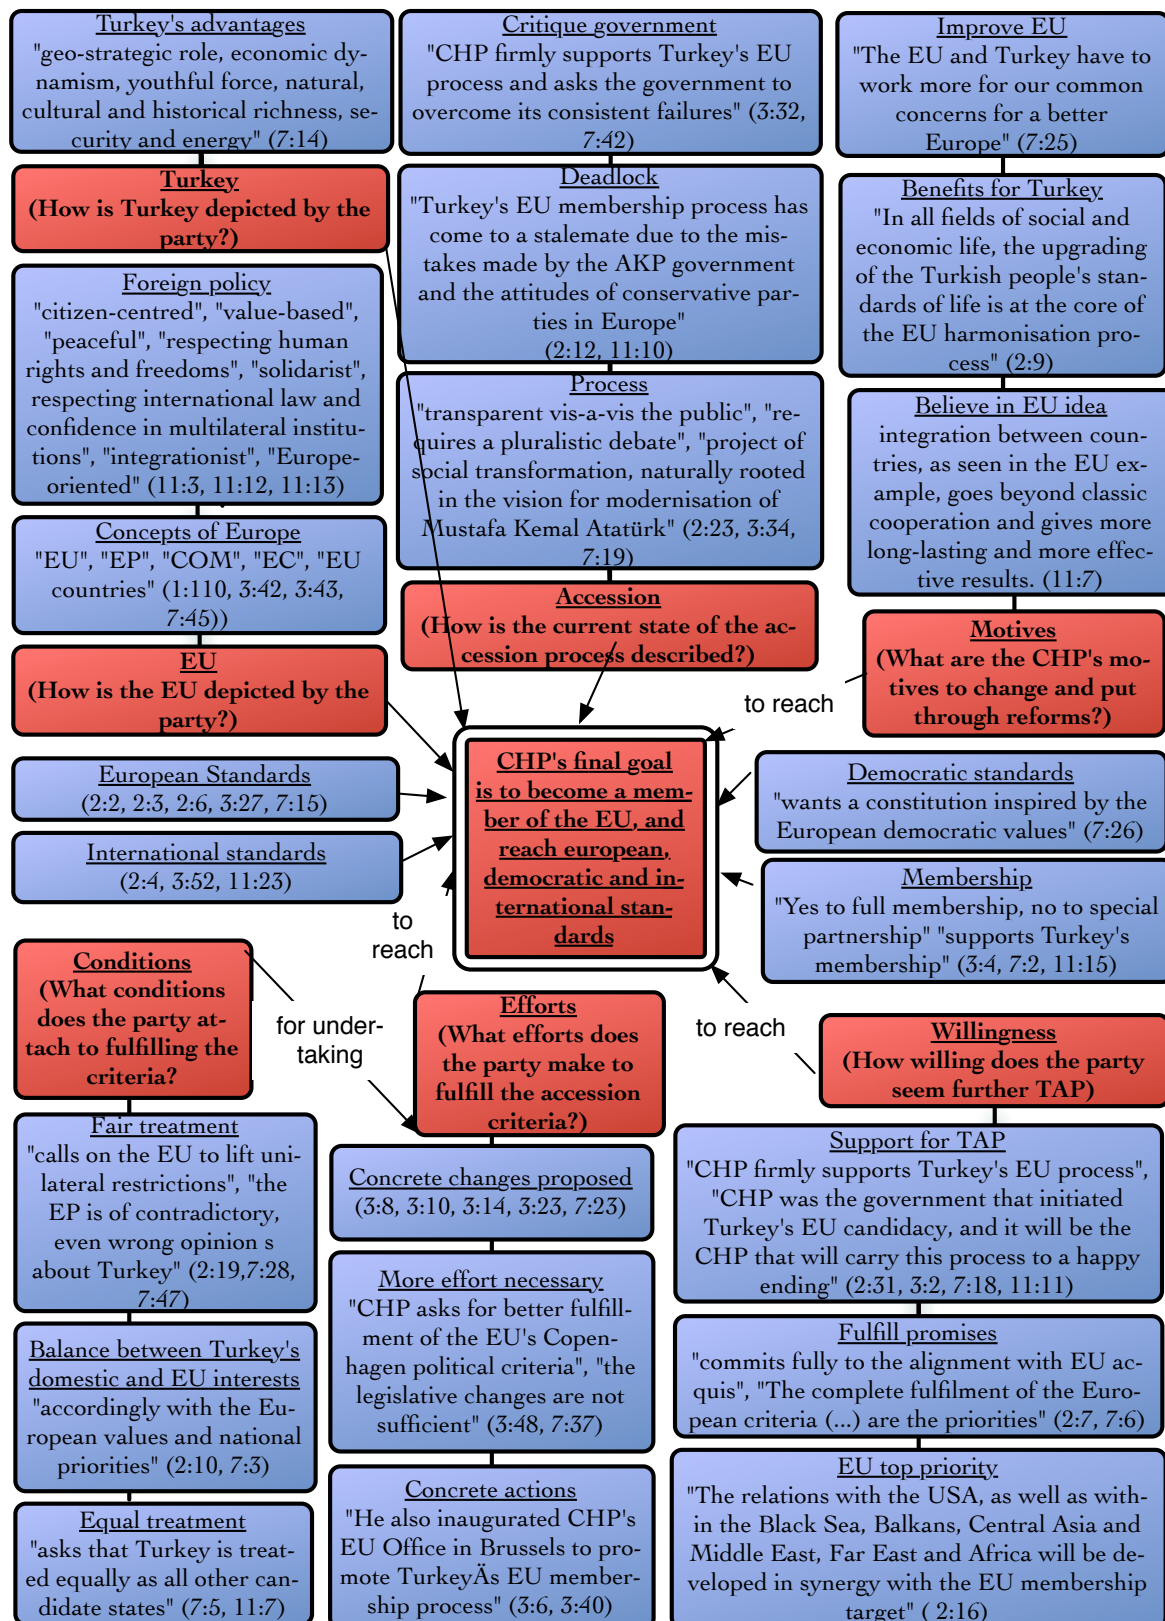 Turkey's advantages
"geo-strategic role, economic dy-
namism, youthful force, natural,
cultural and historical richness, se-
curity and energy" (7:14)
Turkey
(How is Turkey depicted by the
party?)
Foreign policy
"citizen-centred", "value-based",
"peaceful", "respecting human
rights and freedoms", "solidarist",
respecting international law and
confidence in multilateral institu-
tions", "integrationist", "Europe-
oriented" (11:3, 11:12, 11:13)
Concepts of Europe
"EU", "EP", "COM", "EC", "EU
countries" (1:110, 3:42, 3:43,
7:45))
EU
(How is the EU depicted by the
party?)
European Standards
(2:2, 2:3, 2:6, 3:27, 7:15)
International standards
(2:4, 3:52, 11:23)
Critique government
"CHP firmly supports Turkey's EU
process and asks the government to
overcome its consistent failures" (3:32,
7:42)
Deadlock
"Turkey's EU membership process has
come to a stalemate due to the mis-
takes made by the AKP government
and the attitudes of conservative par-
ties in Europe"
(2:12, 11:10)
Process
"transparent vis-a-vis the public", "re-
quires a pluralistic debate", "project of
social transformation, naturally rooted
in the vision for modernisation of
Mustafa Kemal Atatürk" (2:23, 3:34,
7:19)
Accession
(How is the current state of the ac-
cession process described?)
Improve EU
"The EU and Turkey have to
work more for our common
concerns for a better
Europe" (7:25)
Benefits for Turkey
"In all fields of social and
economic life, the upgrading
of the Turkish people's stan-
dards of life is at the core of
the EU harmonisation pro-
cess" (2:9)
Believe in EU idea
integration between coun-
tries, as seen in the EU ex-
ample, goes beyond classic
cooperation and gives more
long-lasting and more effec-
tive results. (11:7)
Motives
(What are the CHP's mo-
tives to change and put
through reforms?)
to reach
CHP's final goal
is to become a mem-
ber of the EU, and
reach european,
democratic and in-
ternational stan-
dards
Democratic standards
"wants a constitution inspired by the
European democratic values" (7:26)
Membership
"Yes to full membership, no to special
partnership" "supports Turkey's
membership" (3:4, 7:2, 11:15)
to
reach
Conditions
(What conditions
does the party at-
tach to fulfilling the
criteria?
for under-
taking
Efforts
(What efforts does
the party make to
fulfill the accession
criteria?)
to reach
Willingness
(How willing does the party
seem further TAP)
Fair treatment
"calls on the EU to lift uni-
lateral restrictions", "the
EP is of contradictory,
even wrong opinion s
about Turkey" (2:19,7:28,
7:47)
Balance between Turkey's
domestic and EU interests
"accordingly with the Eu-
ropean values and national
priorities" (2:10, 7:3)
Equal treatment
"asks that Turkey is treat-
ed equally as all other can-
didate states" (7:5, 11:7)
Concrete changes proposed
(3:8, 3:10, 3:14, 3:23, 7:23)
More effort necessary
"CHP asks for better fulfill-
ment of the EU's Copen-
hagen political criteria", "the
legislative changes are not
sufficient" (3:48, 7:37)
Concrete actions
"He also inaugurated CHP's
EU Office in Brussels to pro-
mote TurkeyÄs EU member-
ship process" (3:6, 3:40)
Support for TAP
"CHP firmly supports Turkey's EU process",
"CHP was the government that initiated
Turkey's EU candidacy, and it will be the
CHP that will carry this process to a happy
ending" (2:31, 3:2, 7:18, 11:11)
Fulfill promises
"commits fully to the alignment with EU ac-
quis", "The complete fulfilment of the Euro-
pean criteria (...) are the priorities" (2:7, 7:6)
EU top priority
"The relations with the USA, as well as with-
in the Black Sea, Balkans, Central Asia and
Middle East, Far East and Africa will be de-
veloped in synergy with the EU membership
target" ( 2:16)